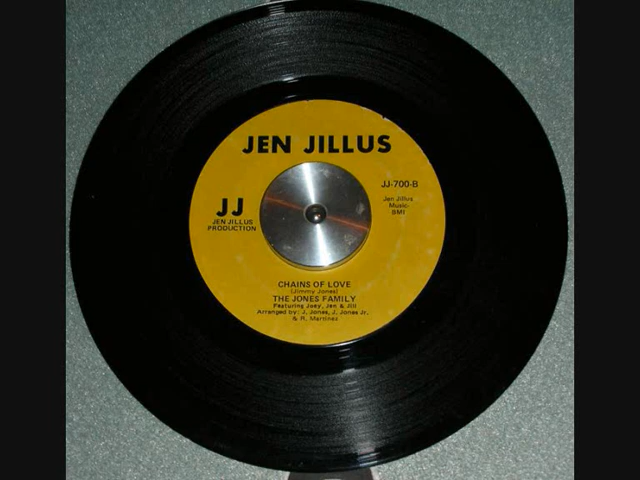 JEN JILLUS
JJ-700-B
Jen Jillus
Music-
BMI
JJ
JEN JILLUS
PRODUCTION
CHAINS OF LOVE
(Jimmy Jones)
THE JONES FAMILY
Featuring Joey, Jen & Jill
Arranged by: J. Jones, J. Jones Jr.
& R. Martinez